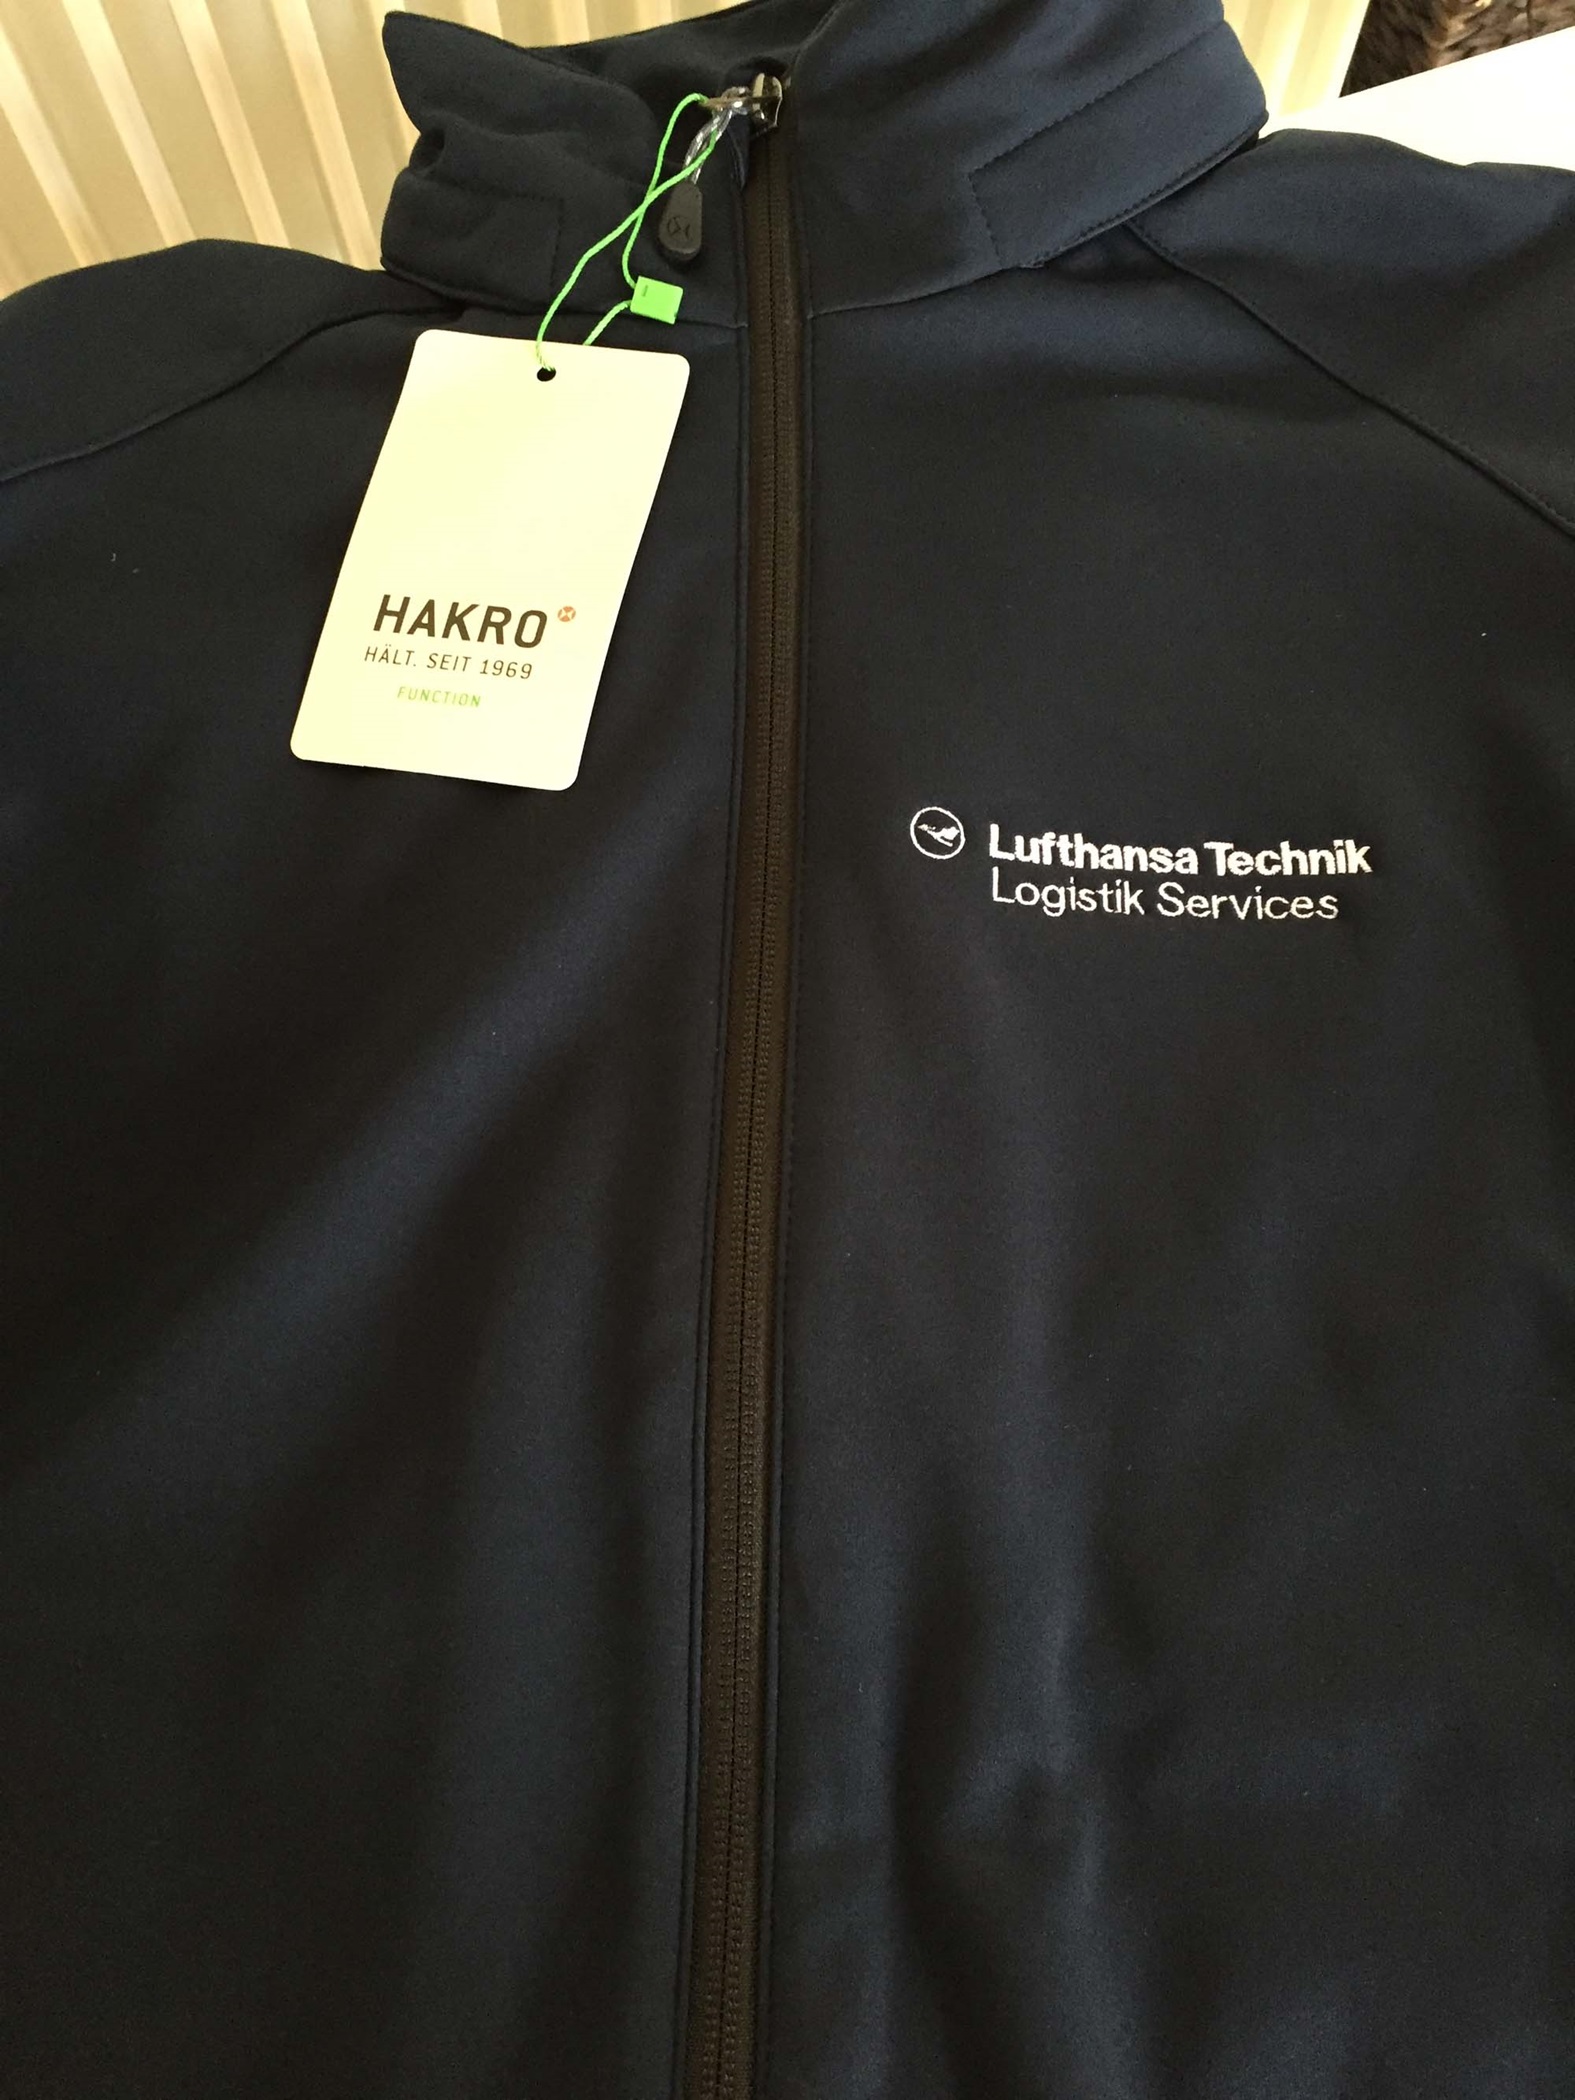 HAKRO
HÄLT. SEIT 1969
FUNCTION
Lufthansa Technik
Logistik Services